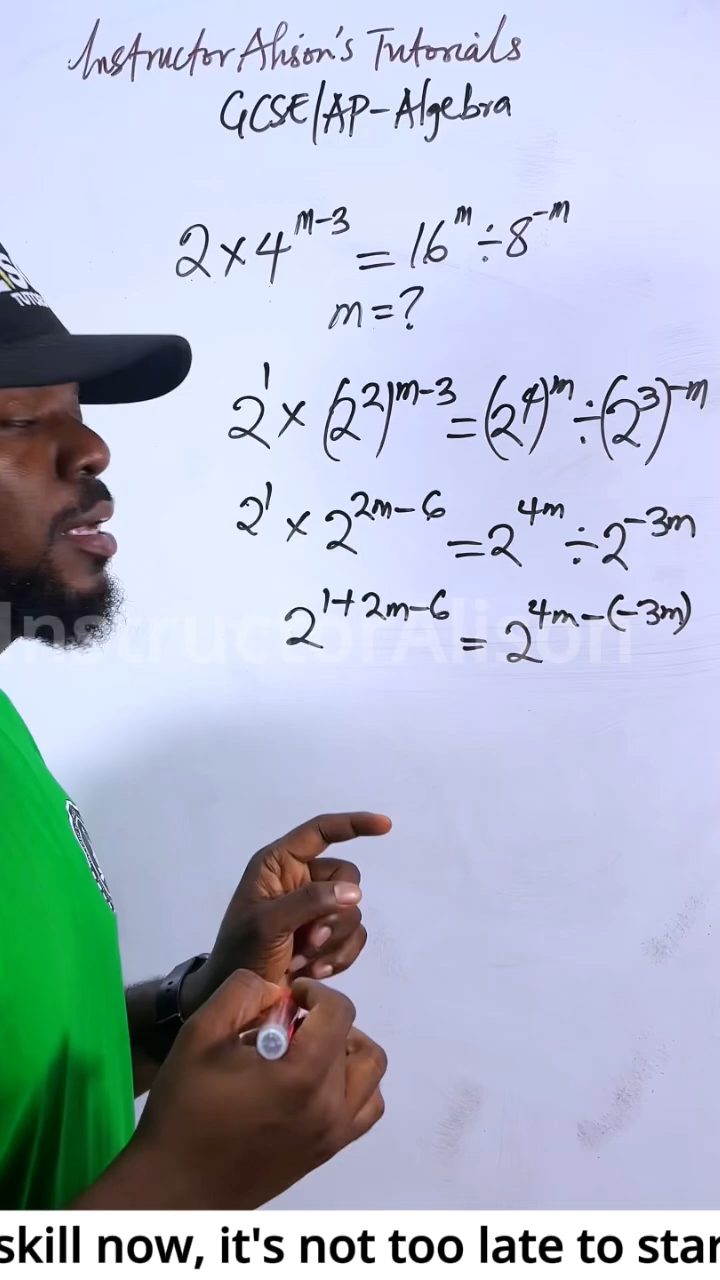 Instructor Alison's Tutorials
GCSE/AP-Algebra
2 × 4^{m-3} = 16^{m} ÷ 8^{-m}
m = ?
2^{1} × (2^{2})^{m-3} = (2^{4})^{m} ÷ (2^{3})^{-m}
2^{1} × 2^{2m-6} = 2^{4m} ÷ 2^{-3m}
2^{1+2m-6} = 2^{4m-(-3m)}
InstructorAlison
skill now, it's not too late to star